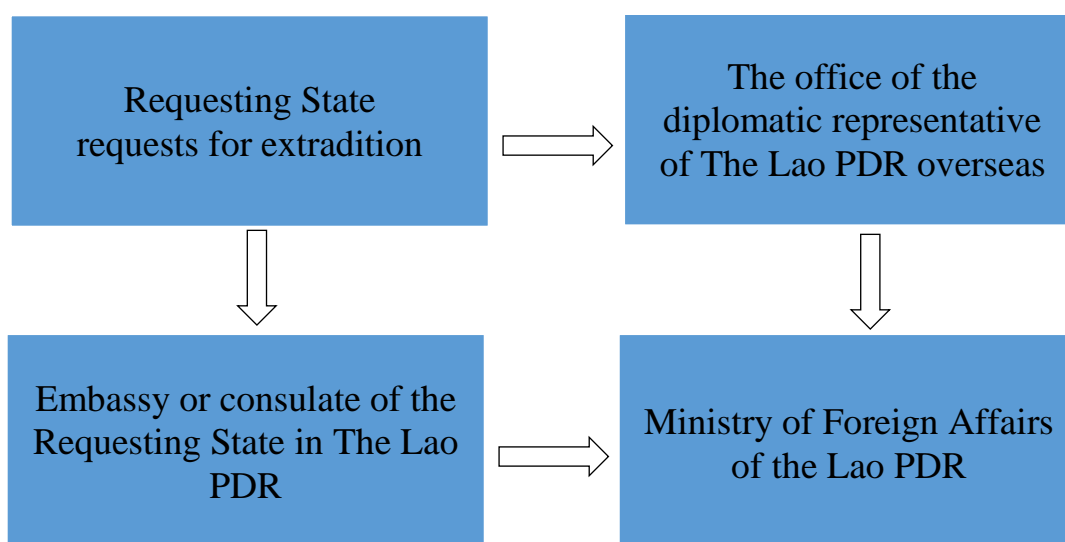 Requesting State
requests for extradition
The office of the
diplomatic representative
of The Lao PDR overseas
Embassy or consulate of the
Requesting State in The Lao
PDR
Ministry of Foreign Affairs
of the Lao PDR